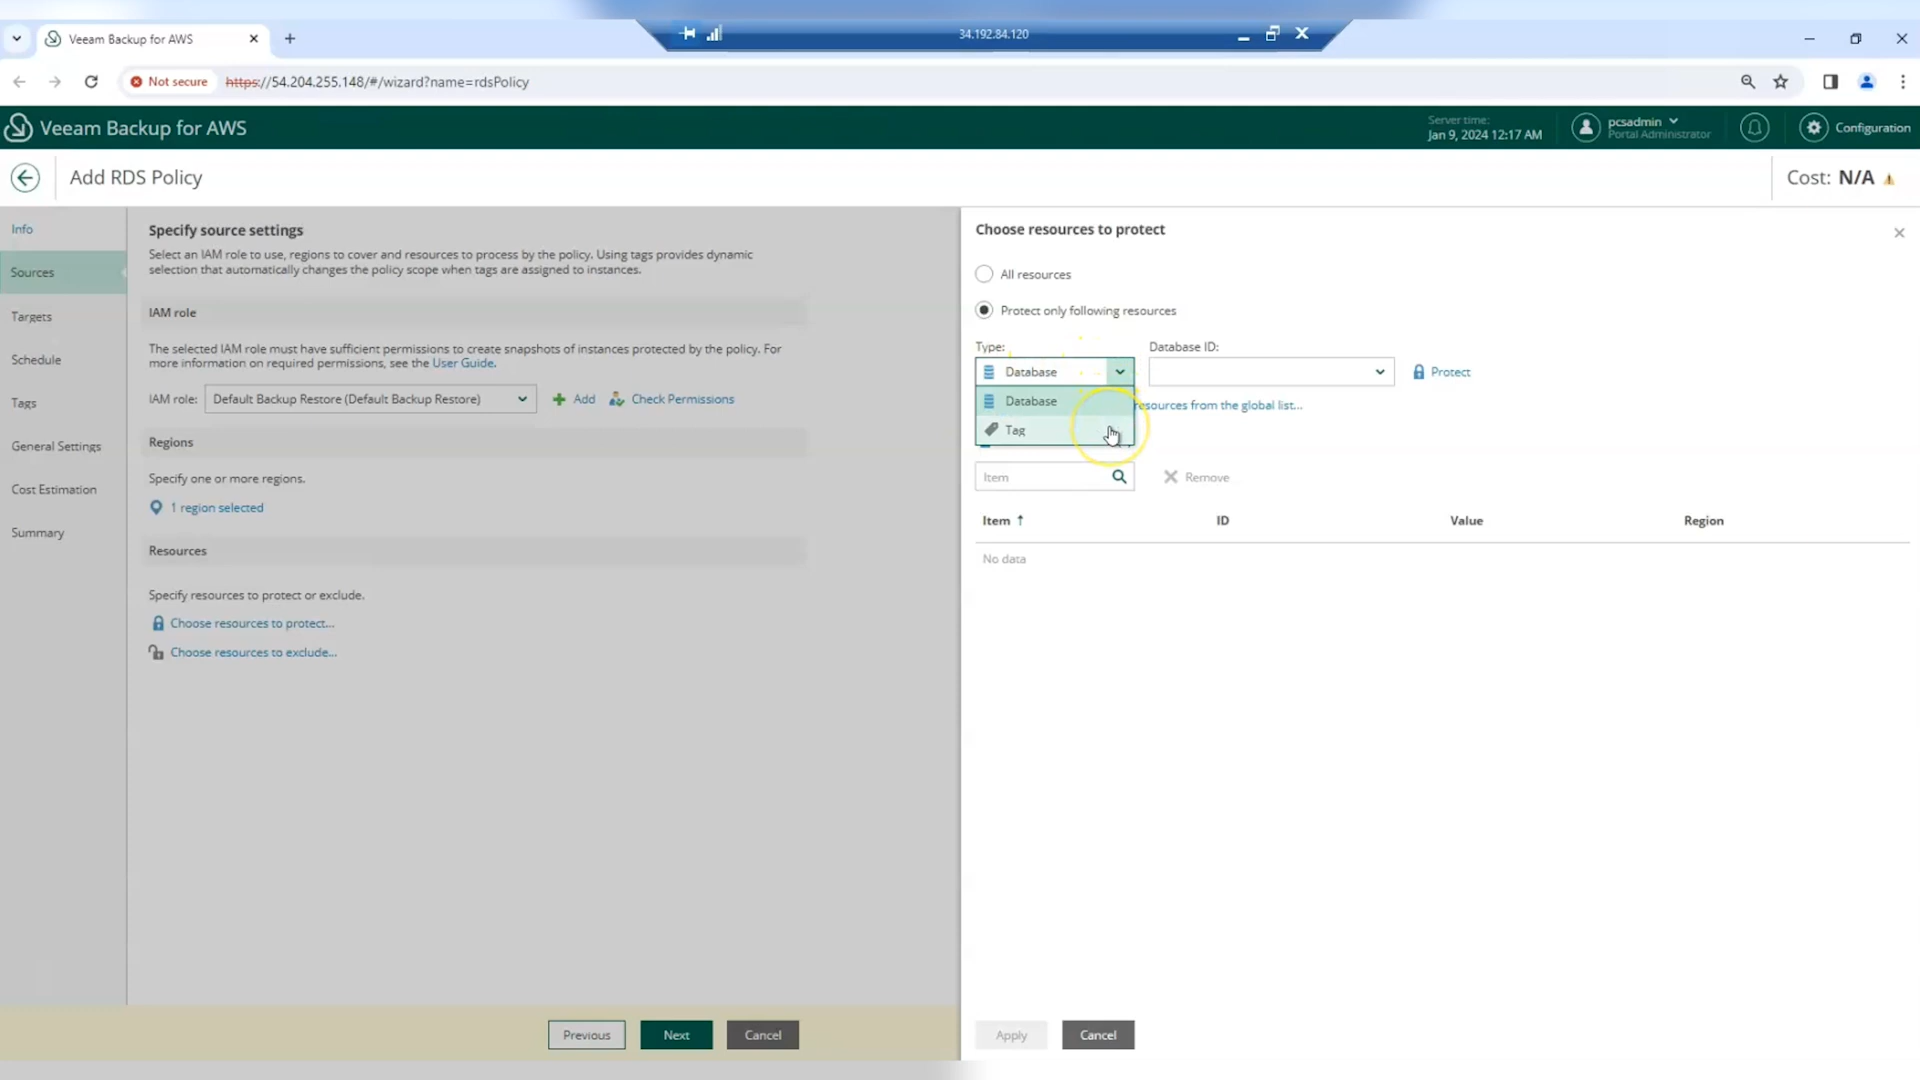 Veeam Backup for AWS
34.192.84.120
Not secure
https://54.204.255.148/#/wizard?name=rdsPolicy
Veeam Backup for AWS
Server time:
Jan 9, 2024 12:17 AM
pcsadmin
Portal Administrator
Configuration
Add RDS Policy
Cost: N/A
Info
Sources
Targets
Schedule
Tags
General Settings
Cost Estimation
Summary
Specify source settings
Select an IAM role to use, regions to cover and resources to process by the policy. Using tags provides dynamic
selection that automatically changes the policy scope when tags are assigned to instances.
IAM role
The selected IAM role must have sufficient permissions to create snapshots of instances protected by the policy. For
more information on required permissions, see the User Guide.
IAM role: Default Backup Restore (Default Backup Restore) Add Check Permissions
Regions
Specify one or more regions.
1 region selected
Resources
Specify resources to protect or exclude.
Choose resources to protect...
Choose resources to exclude...
Previous Next Cancel
Choose resources to protect
All resources
Protect only following resources
Type: Database ID:
Database Protect
Database
resources from the global list...
Tag
Item Remove
Item ID Value Region
No data
Apply Cancel